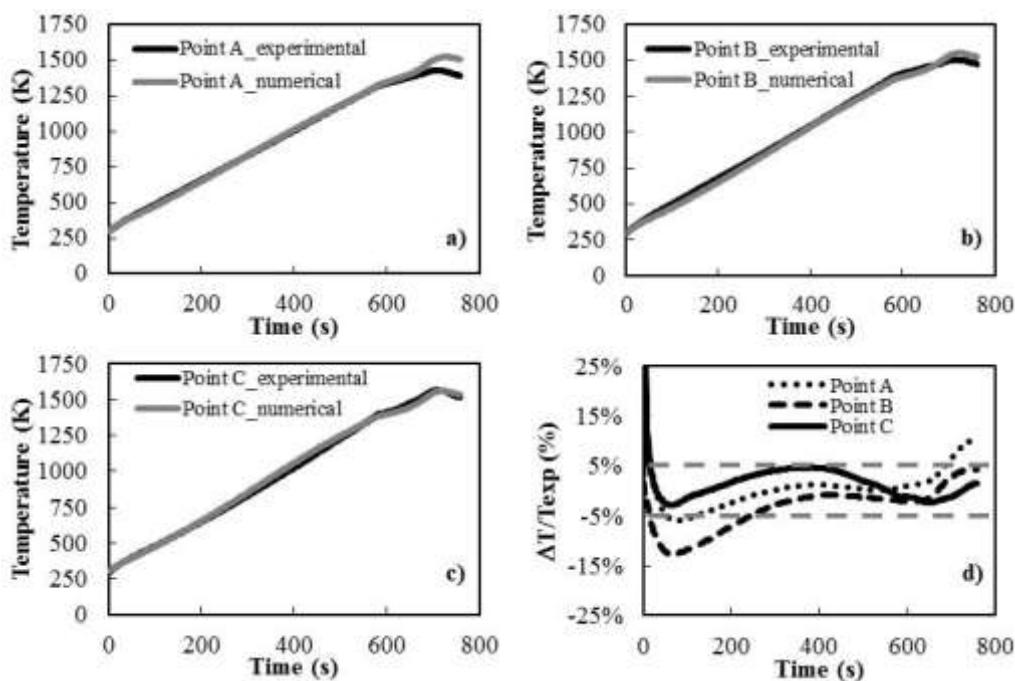 1750
1500
1250
1000
750
500
250
0
Temperature (K)
Point A_experimental
Point A_numerical
a)
0 200 400 600 800
Time (s)
1750
1500
1250
1000
750
500
250
0
Temperature (K)
Point B_experimental
Point B_numerical
b)
0 200 400 600 800
Time (s)
1750
1500
1250
1000
750
500
250
0
Temperature (K)
Point C_experimental
Point C_numerical
c)
0 200 400 600 800
Time (s)
25%
15%
5%
-5%
-15%
-25%
ΔT/Texp (%)
Point A
Point B
Point C
d)
0 200 400 600 800
Time (s)